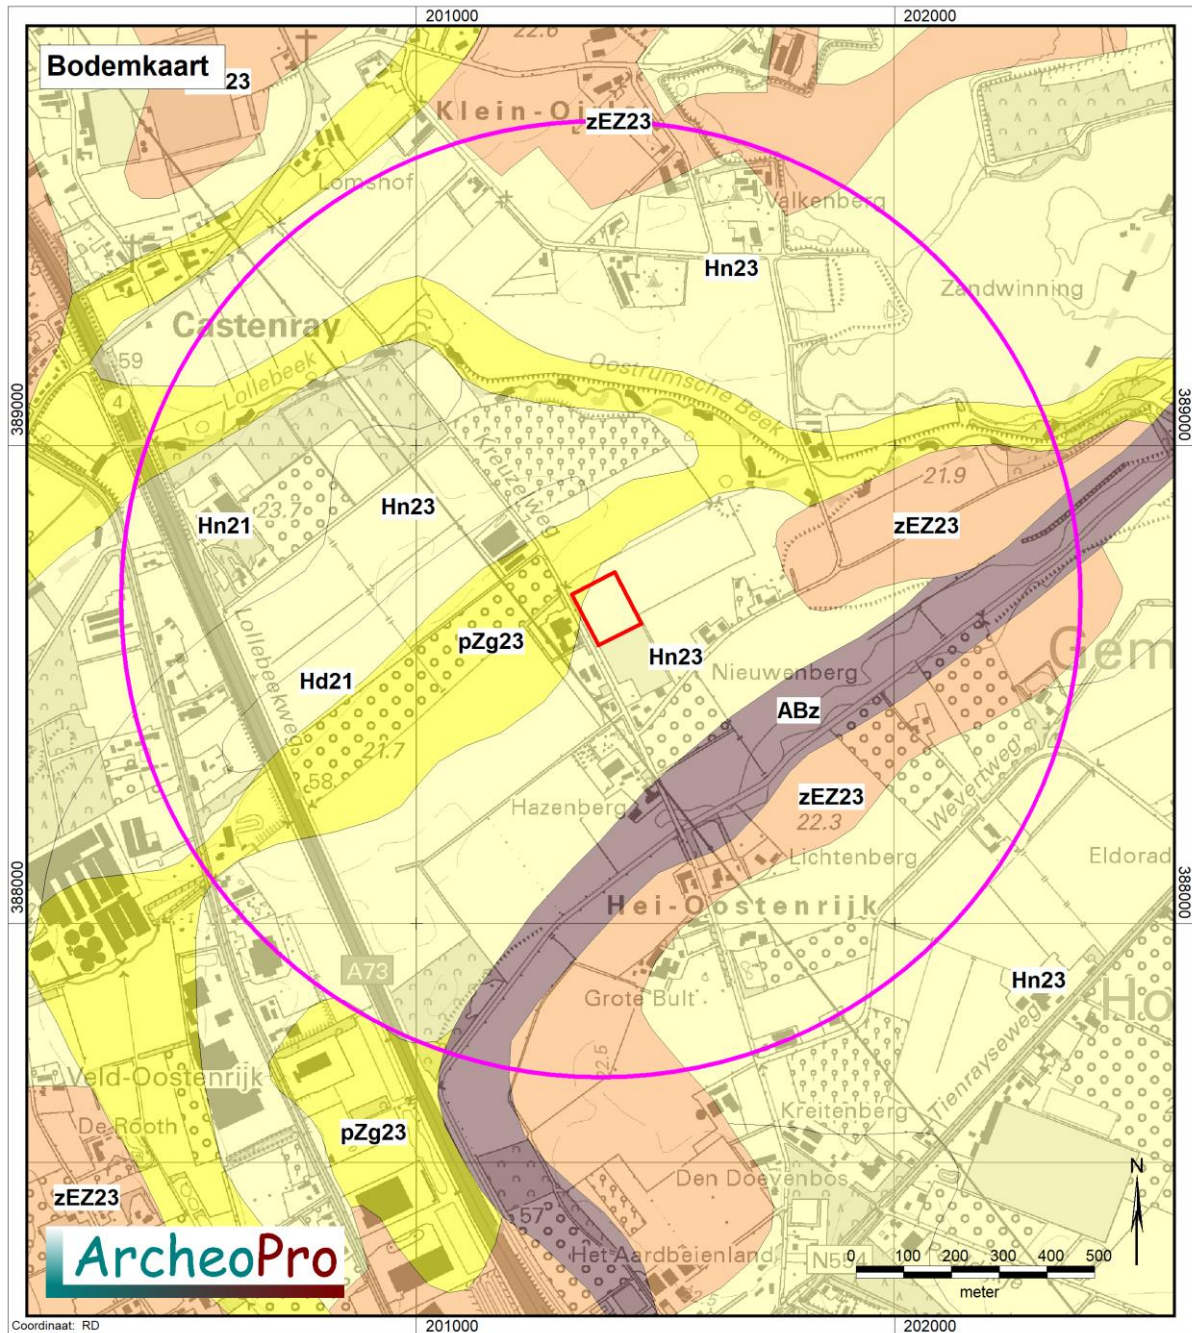 201000
202000
Bodemkaart
23
22.6
Klein-Oi
zEZ23
Lomshof
Valkenberg
Hn23
Zandwinning
Castenray
59
Lollebeek
Oostrumsche Beek
4
389000
389000
Kreuzelweg
21.9
23.7
Hn23
Hn21
zEZ23
pZg23
Hn23
Lollebeekweg
Nieuwenberg
Gem
Hd21
ABz
21.7
58
zEZ23
Hazenberg
22.3
Wevertweg
Lichtenberg
Eldorad
388000
388000
Hei-Oostenrijk
A73
Hn23
Grote Bult
Ho
22.5
Tienrayseweg
Veld-Oostenrijk
Kreitenberg
De Rooth
pZg23
N
zEZ23
Den Doevenbos
57
ArcheoPro
Het Aardbeienland
0 100 200 300 400 500
meter
Coordinaat: RD
201000
202000